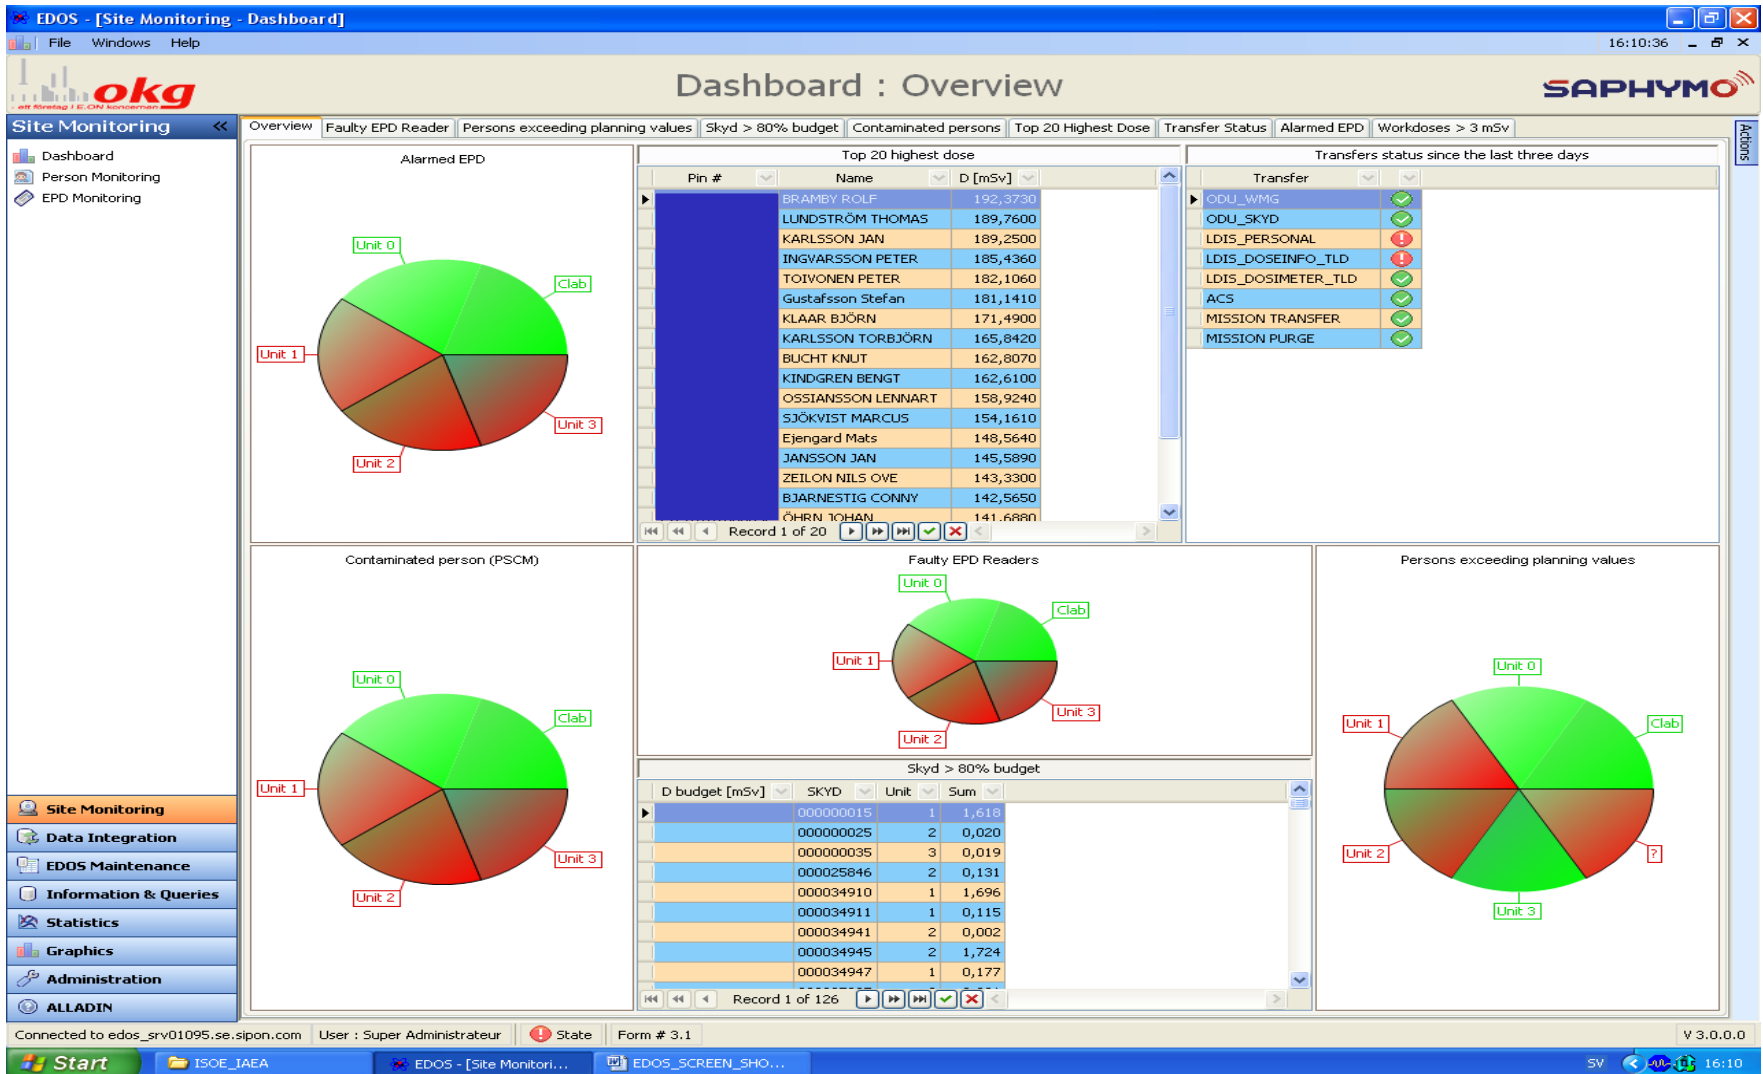 EDOS - [Site Monitoring - Dashboard]
File Windows Help 16:10:36
okg
- ett företag i E.ON koncernen
Dashboard : Overview
SAPHYMO
Site Monitoring
Dashboard
Person Monitoring
EPD Monitoring
Overview Faulty EPD Reader Persons exceeding planning values Skyd > 80% budget Contaminated persons Top 20 Highest Dose Transfer Status Alarmed EPD Workdoses > 3 mSv
Actions
Alarmed EPD
Unit 0
Clab
Unit 1
Unit 3
Unit 2
Top 20 highest dose
Pin # Name D [mSv]
BRAMBY ROLF 192,3730
LUNDSTRÖM THOMAS 189,7600
KARLSSON JAN 189,2500
INGVARSSON PETER 185,4360
TOIVONEN PETER 182,1060
Gustafsson Stefan 181,1410
KLAAR BJÖRN 171,4900
KARLSSON TORBJÖRN 165,8420
BUCHT KNUT 162,8070
KINDGREN BENGT 162,6100
OSSIANSSON LENNART 158,9240
SJÖKVIST MARCUS 154,1610
Ejengard Mats 148,5640
JANSSON JAN 145,5890
ZEILON NILS OVE 143,3300
BJARNESTIG CONNY 142,5650
ÖHRN JOHAN 141,6880
Record 1 of 20
Transfers status since the last three days
Transfer
ODU_WMG
ODU_SKYD
LDIS_PERSONAL
LDIS_DOSEINFO_TLD
LDIS_DOSIMETER_TLD
ACS
MISSION TRANSFER
MISSION PURGE
Contaminated person (PSCM)
Unit 0
Clab
Unit 1
Unit 3
Unit 2
Faulty EPD Readers
Unit 0
Clab
Unit 1
Unit 3
Unit 2
Skyd > 80% budget
D budget [mSv] SKYD Unit Sum
000000015 1 1,618
000000025 2 0,020
000000035 3 0,019
000025846 2 0,131
000034910 1 1,696
000034911 1 0,115
000034941 2 0,002
000034945 2 1,724
000034947 1 0,177
Record 1 of 126
Persons exceeding planning values
Unit 0
Unit 1
Clab
Unit 2
?
Unit 3
Site Monitoring
Data Integration
EDOS Maintenance
Information & Queries
Statistics
Graphics
Administration
ALLADIN
Connected to edos_srv01095.se.sipon.com User : Super Administrateur State Form # 3.1 V 3.0.0.0
Start ISOE_IAEA EDOS - [Site Monitori... EDOS_SCREEN_SHO... SV 16:10